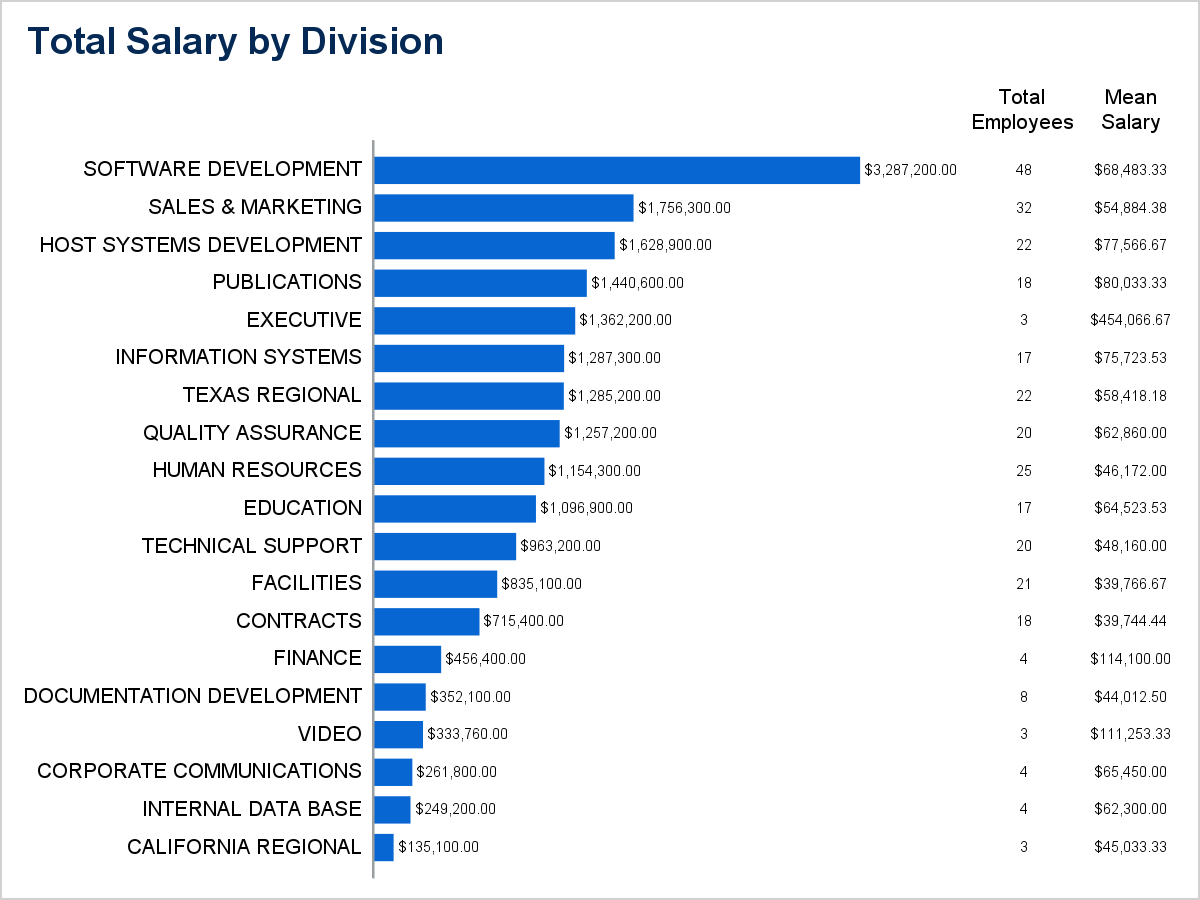 Total Salary by Division
Total Mean
Employees Salary
SOFTWARE DEVELOPMENT $3,287,200.00 48 $68,483.33
SALES & MARKETING $1,756,300.00 32 $54,884.38
HOST SYSTEMS DEVELOPMENT $1,628,900.00 22 $77,566.67
PUBLICATIONS $1,440,600.00 18 $80,033.33
EXECUTIVE $1,362,200.00 3 $454,066.67
INFORMATION SYSTEMS $1,287,300.00 17 $75,723.53
TEXAS REGIONAL $1,285,200.00 22 $58,418.18
QUALITY ASSURANCE $1,257,200.00 20 $62,860.00
HUMAN RESOURCES $1,154,300.00 25 $46,172.00
EDUCATION $1,096,900.00 17 $64,523.53
TECHNICAL SUPPORT $963,200.00 20 $48,160.00
FACILITIES $835,100.00 21 $39,766.67
CONTRACTS $715,400.00 18 $39,744.44
FINANCE $456,400.00 4 $114,100.00
DOCUMENTATION DEVELOPMENT $352,100.00 8 $44,012.50
VIDEO $333,760.00 3 $111,253.33
CORPORATE COMMUNICATIONS $261,800.00 4 $65,450.00
INTERNAL DATA BASE $249,200.00 4 $62,300.00
CALIFORNIA REGIONAL $135,100.00 3 $45,033.33